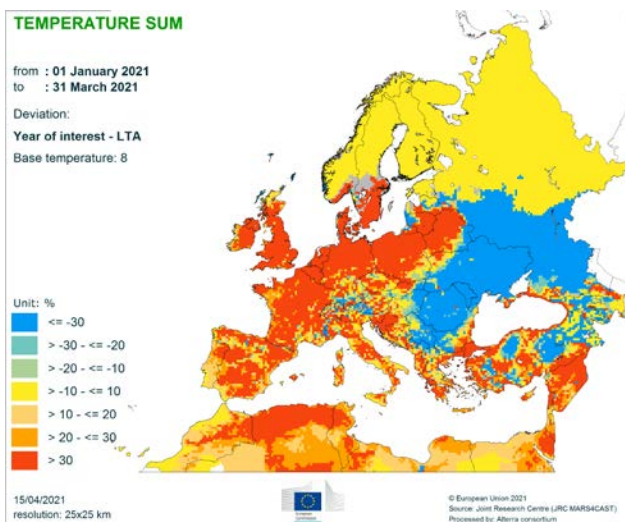 TEMPERATURE SUM
from : 01 January 2021
to : 31 March 2021
Deviation:
Year of interest - LTA
Base temperature: 8
Unit: %
<= -30
> -30 - <= -20
> -20 - <= -10
> -10 - <= 10
> 10 - <= 20
> 20 - <= 30
> 30
15/04/2021
resolution: 25x25 km
European
Commission
© European Union 2021
Source: Joint Research Centre (JRC MARS4CAST)
Processed by: Alterra consortium